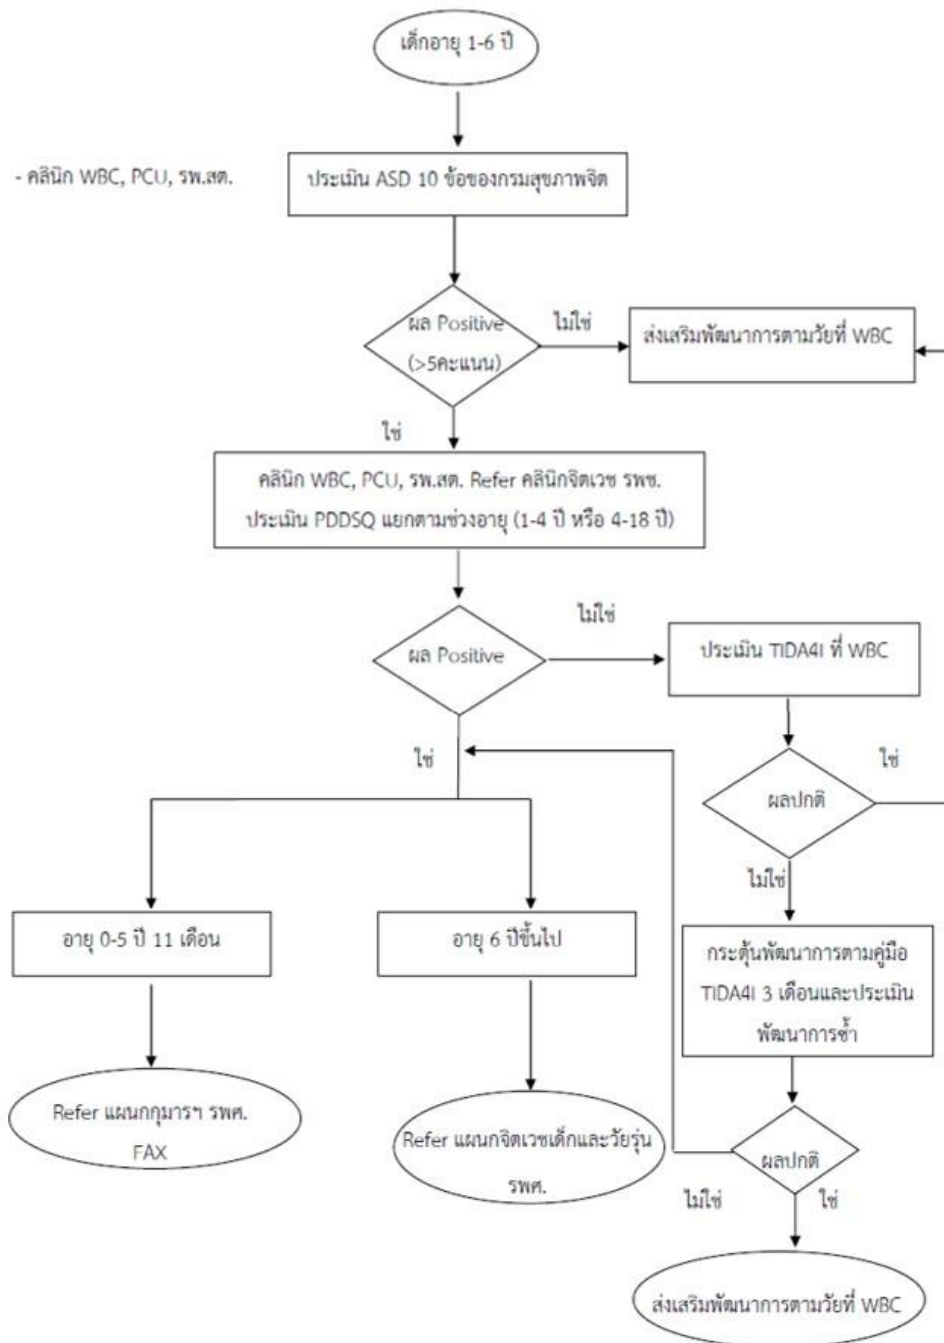 เด็กอายุ 1-6 ปี
- คลินิก WBC, PCU, รพ.สต.
ประเมิน ASD 10 ข้อของกรมสุขภาพจิต
ผล Positive
(>5คะแนน)
ไม่ใช่
ส่งเสริมพัฒนาการตามวัยที่ WBC
ใช่
คลินิก WBC, PCU, รพ.สต. Refer คลินิกจิตเวช รพช.
ประเมิน PDDSQ แยกตามช่วงอายุ (1-4 ปี หรือ 4-18 ปี)
ไม่ใช่
ผล Positive
ประเมิน TIDA4I ที่ WBC
ใช่
ใช่
ผลปกติ
ไม่ใช่
อายุ 0-5 ปี 11 เดือน
อายุ 6 ปีขึ้นไป
กระตุ้นพัฒนาการตามคู่มือ
TIDA4I 3 เดือนและประเมิน
พัฒนาการซ้ำ
Refer แผนกกุมารฯ รพศ.
FAX
Refer แผนกจิตเวชเด็กและวัยรุ่น
รพศ.
ผลปกติ
ไม่ใช่
ใช่
ส่งเสริมพัฒนาการตามวัยที่ WBC